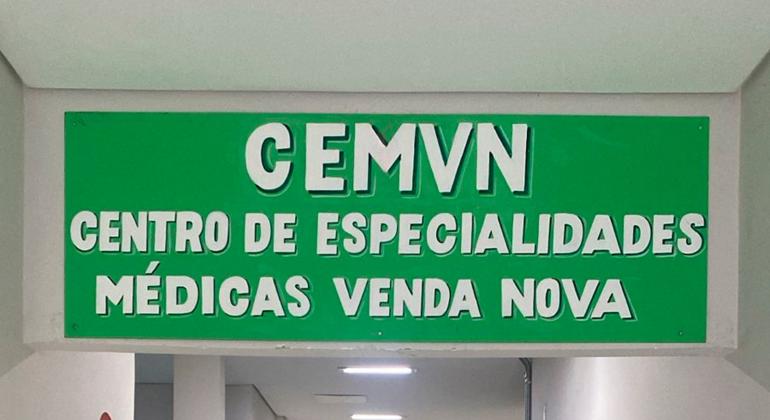 CEMVN
CENTRO DE ESPECIALIDADES
MÉDICAS VENDA NOVA